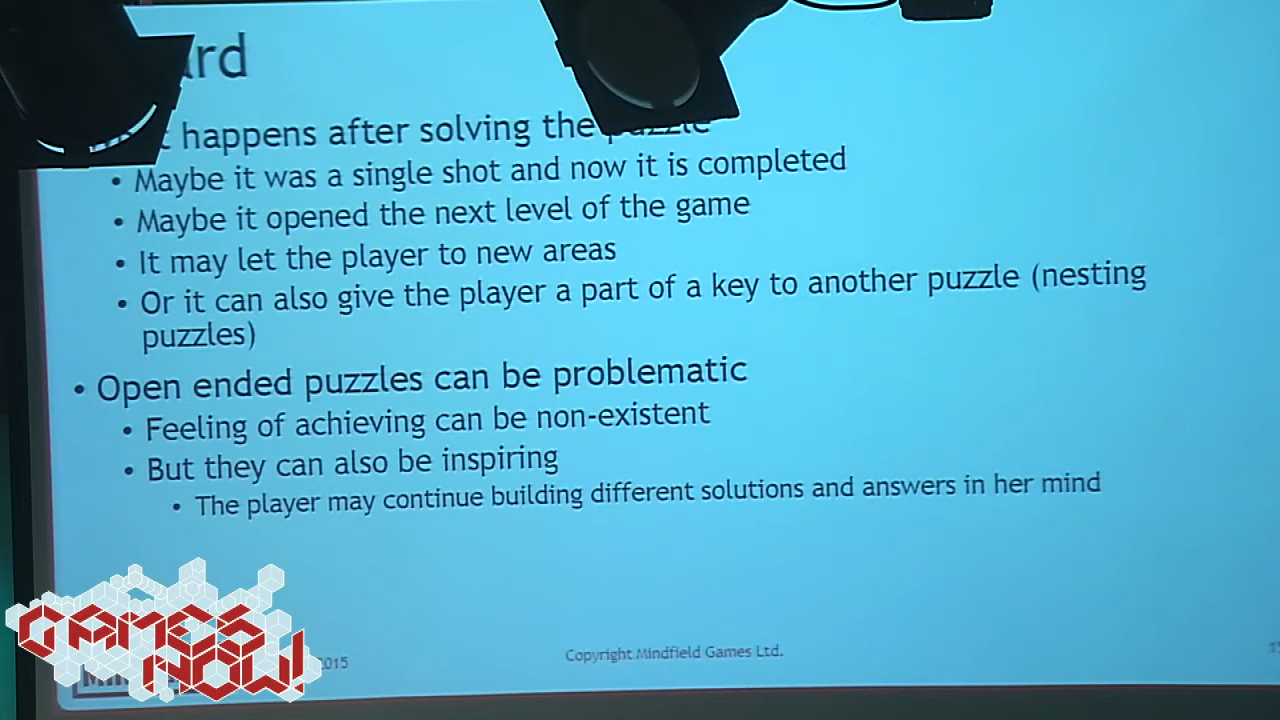 happens after solving the puzzle
• Maybe it was a single shot and now it is completed
• Maybe it opened the next level of the game
• It may let the player to new areas
• Or it can also give the player a part of a key to another puzzle (nesting
puzzles)
• Open ended puzzles can be problematic
• Feeling of achieving can be non-existent
• But they can also be inspiring
• The player may continue building different solutions and answers in her mind
GAMES
NOW!
2015
Copyright Mindfield Games Ltd.